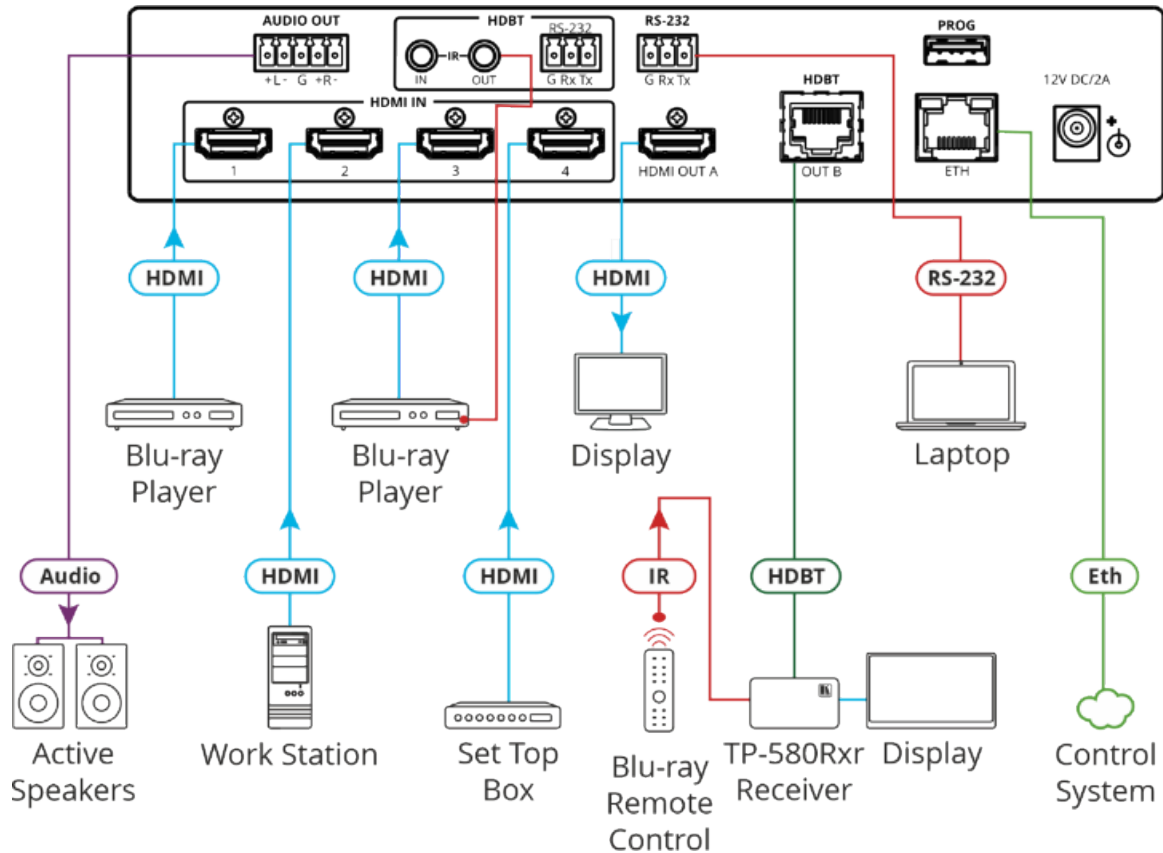 AUDIO OUT
HDBT
RS-232
RS-232
PROG
IN
IR
OUT
+L- G +R-
G Rx Tx
G Rx Tx
HDBT
12V DC/2A
HDMI IN
1
2
3
4
HDMI OUT A
OUT B
ETH
HDMI
HDMI
HDMI
RS-232
Blu-ray
Player
Blu-ray
Player
Display
Laptop
Audio
HDMI
HDMI
IR
HDBT
Eth
Active
Speakers
Work Station
Set Top
Box
Blu-ray
Remote
Control
TP-580Rxr
Receiver
Display
Control
System